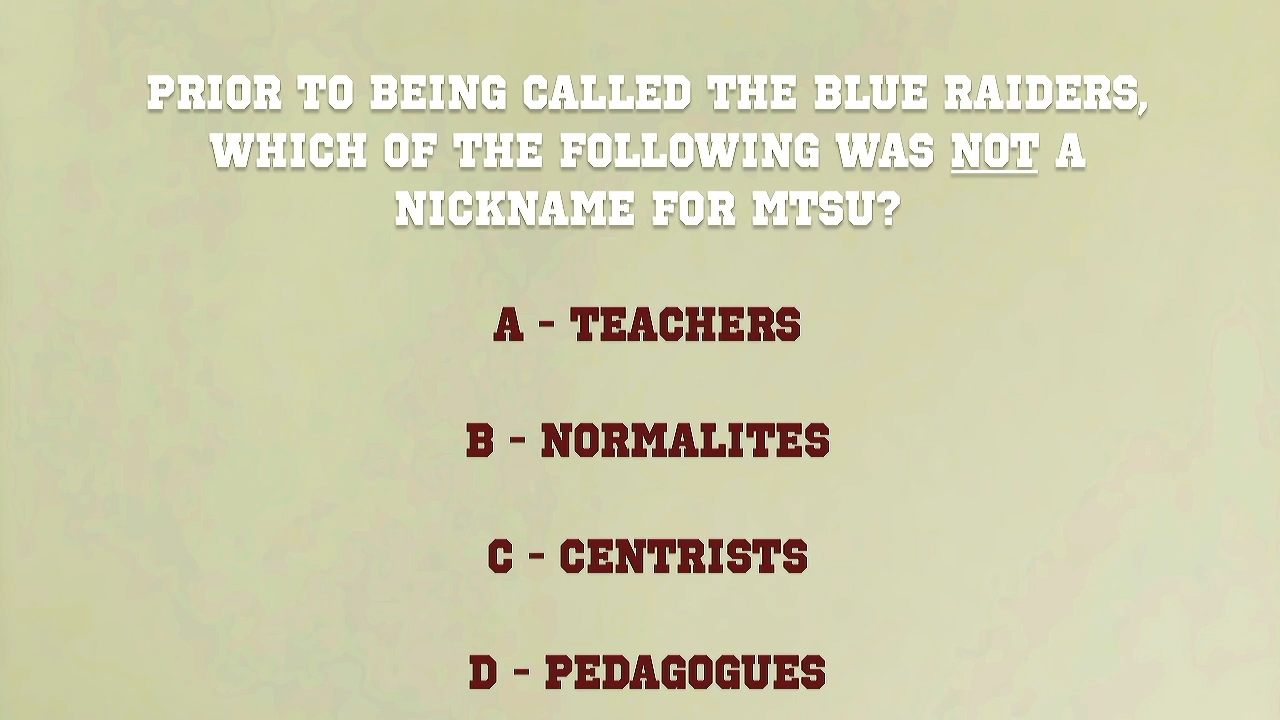 PRIOR TO BEING CALLED THE BLUE RAIDERS,
WHICH OF THE FOLLOWING WAS NOT A
NICKNAME FOR MTSU?
A - TEACHERS
B - NORMALITES
C - CENTRISTS
D - PEDAGOGUES